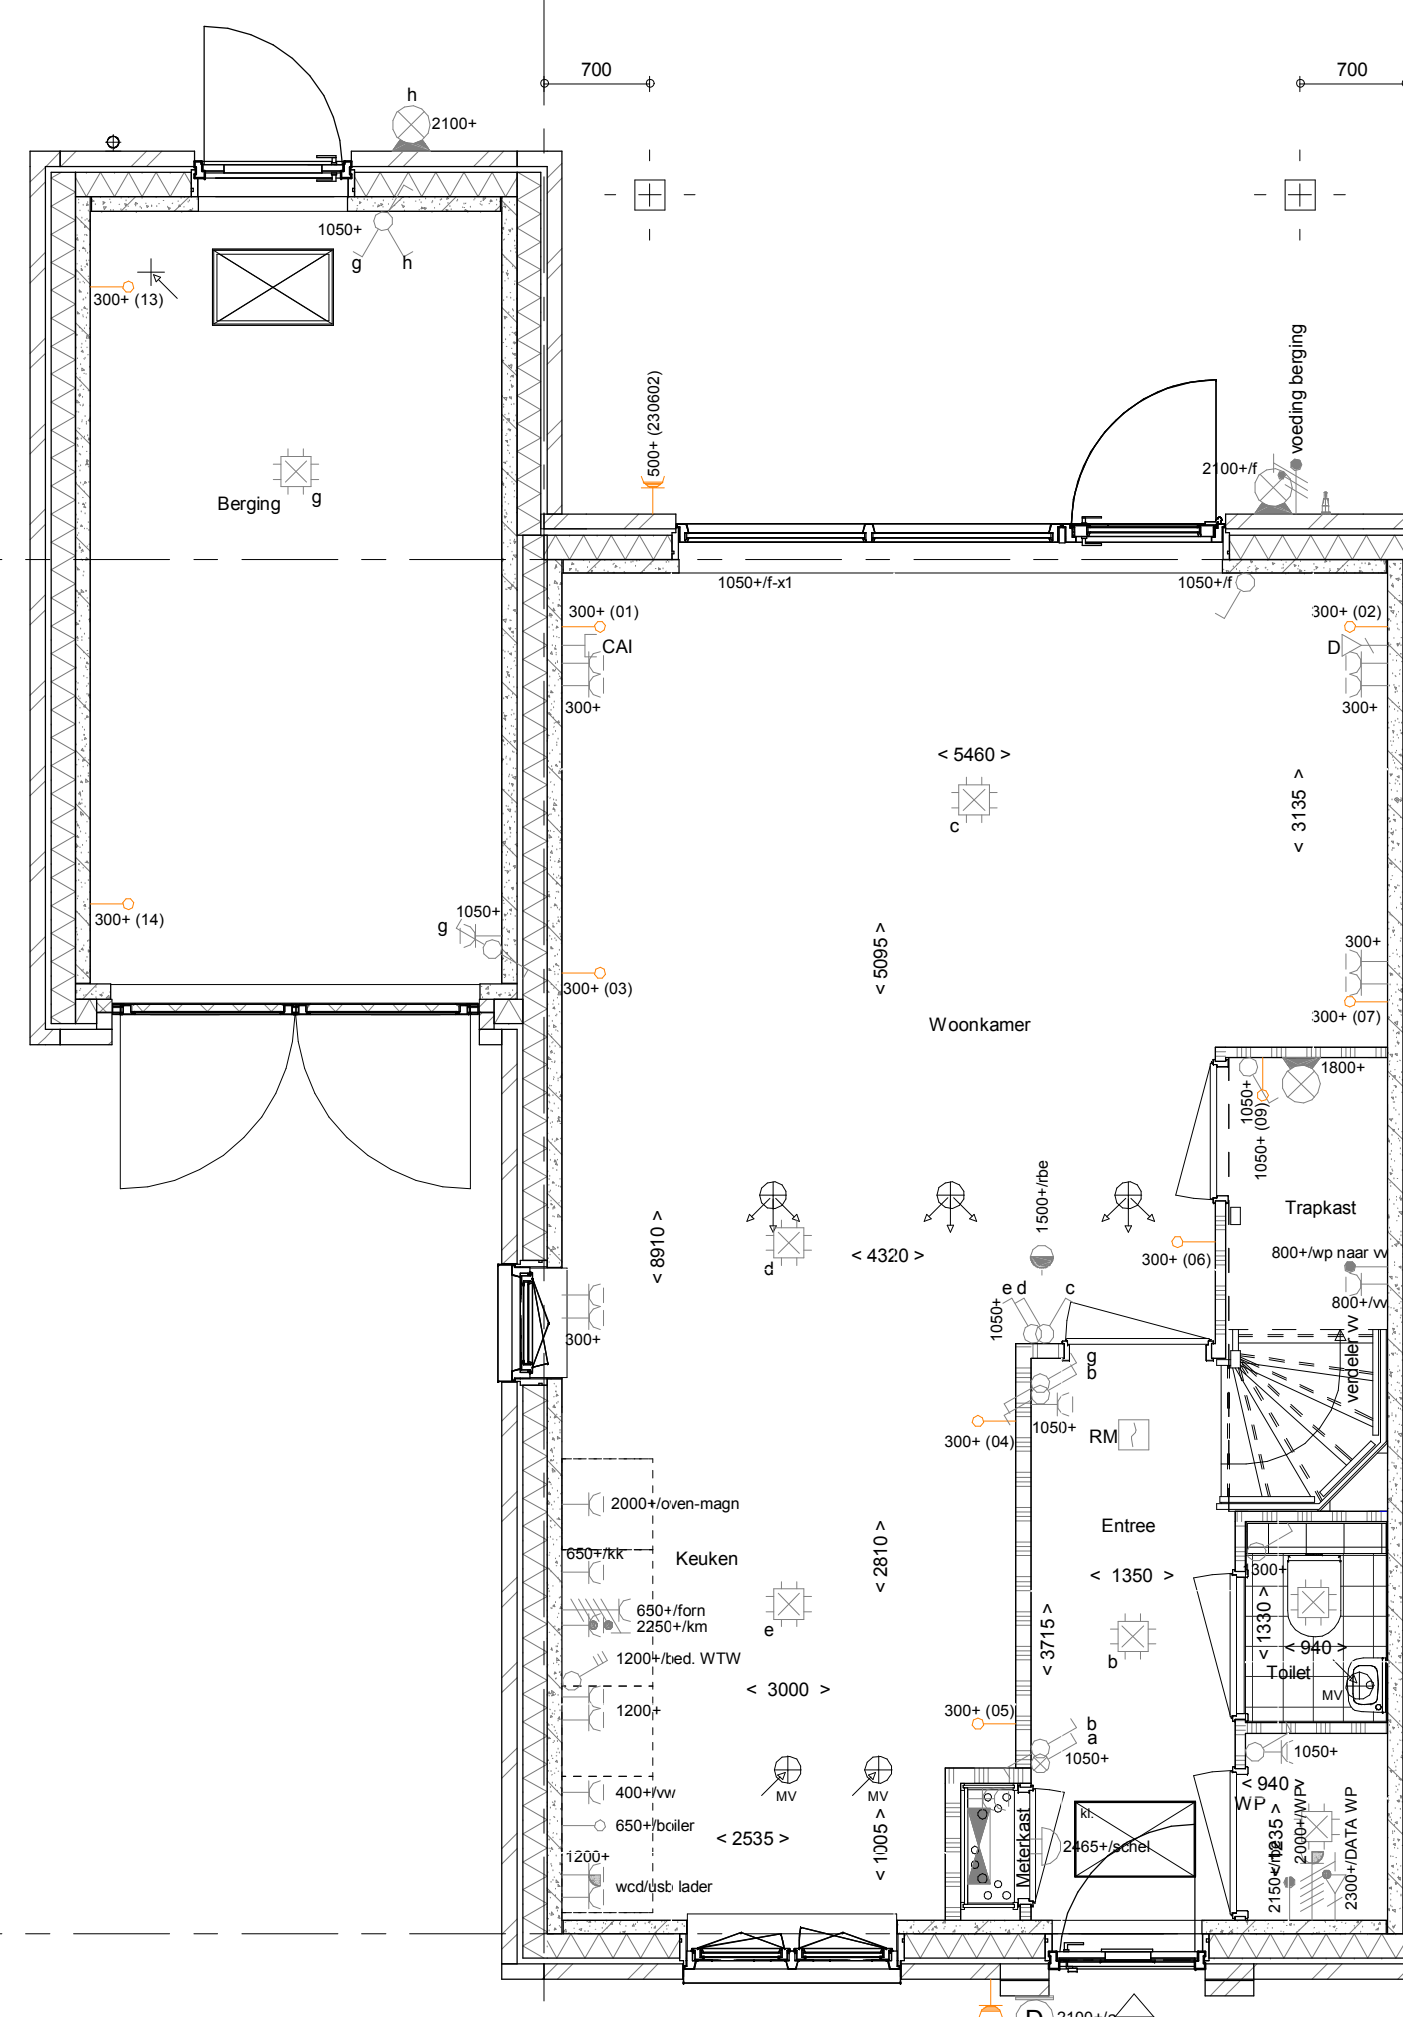 700
700
h
2100+
1050+
g
h
300+ (13)
500+ (230602)
voeding berging
2100+/f
Berging
g
1050+/f-x1
1050+/f
300+ (01)
300+ (02)
CAI
D
300+
300+
< 5460 >
c
< 3135 >
300+ (14)
1050+
g
< 5095 >
300+
300+ (03)
300+ (07)
Woonkamer
1800+
1050+
1050+ (09)
1500+/rbe
Trapkast
< 8910 >
< 4320 >
300+ (06)
800+/wp naar vv
d
e d
c
800+/vv
1050+
300+
verdeler vv
g
b
1050+
300+ (04)
RM
2000+/oven-magn
Entree
650+/kk
Keuken
< 2810 >
< 1350 >
1300+
650+/forn
2250+/km
e
< 3715 >
< 1330 >
< 940 >
1200+/bed. WTW
b
Toilet
< 3000 >
MV
1200+
300+ (05)
b
a
1050+
1050+
MV
MV
400+/vw
< 940 >
WP
kl.
650+/boiler
< 2535 >
< 1005 >
Meterkast
2465+/schel
< 1235 >
2000+/WP
2300+/DATA WP
1200+
wcd/usb lader
D